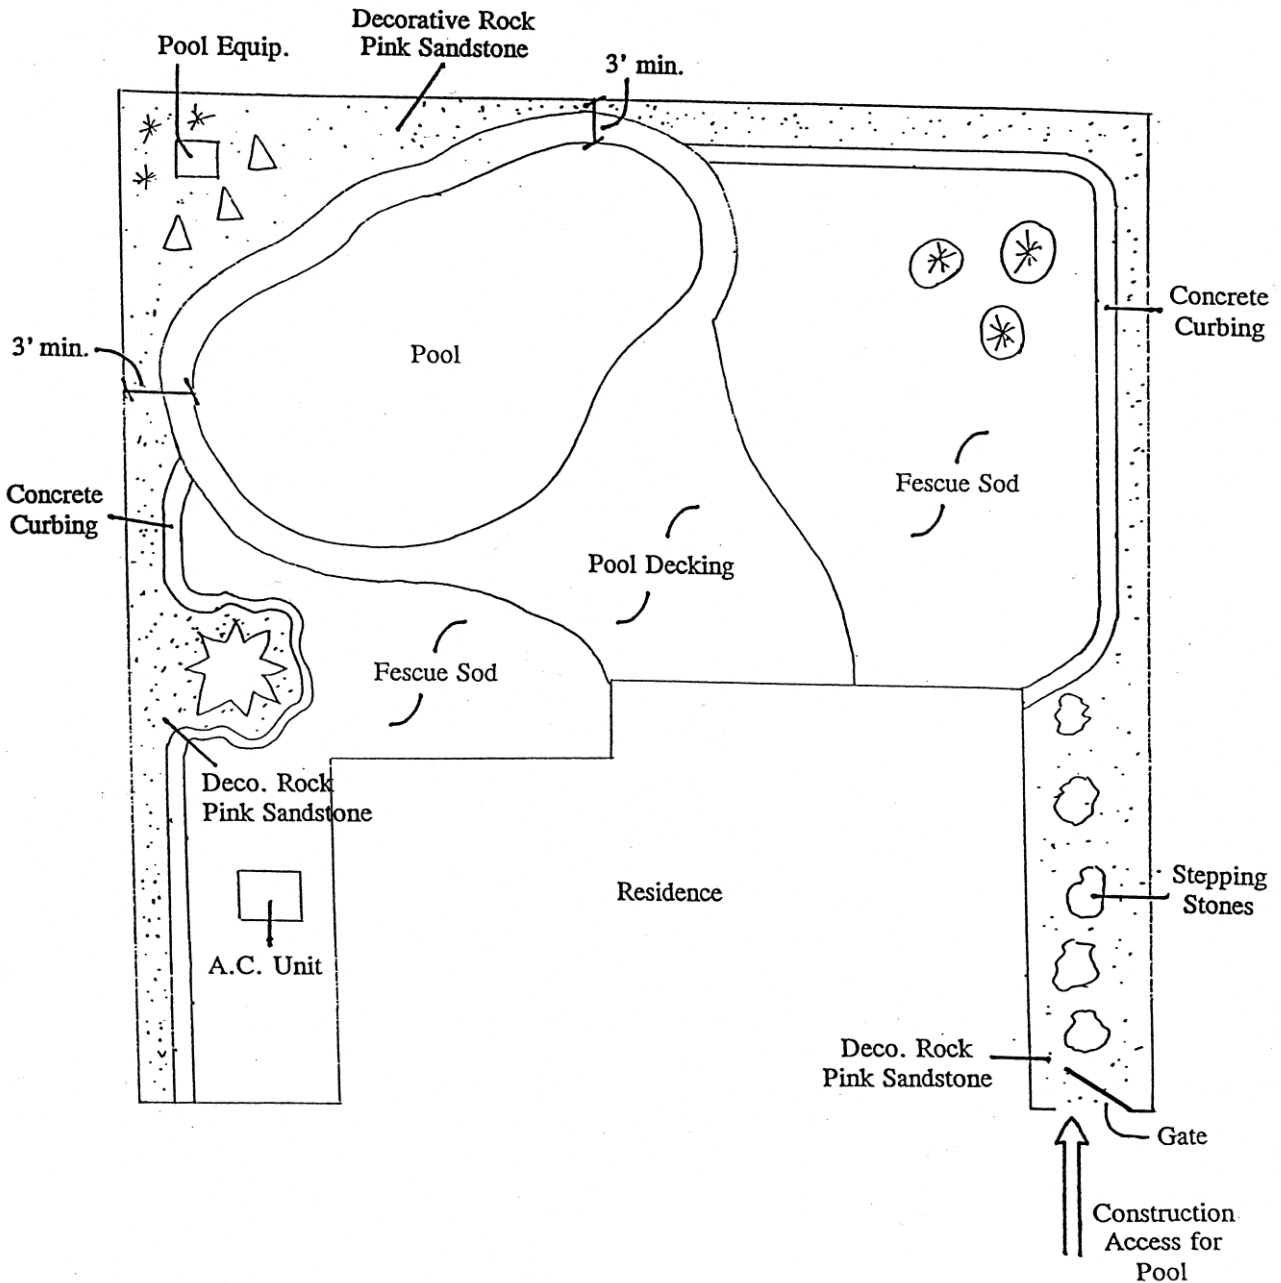 Decorative Rock
Pink Sandstone
Pool Equip.
3' min.
Concrete
Curbing
3' min.
Pool
Fescue Sod
Concrete
Curbing
Pool Decking
Fescue Sod
Deco. Rock
Pink Sandstone
Residence
Stepping
Stones
A.C. Unit
Deco. Rock
Pink Sandstone
Gate
Construction
Access for
Pool